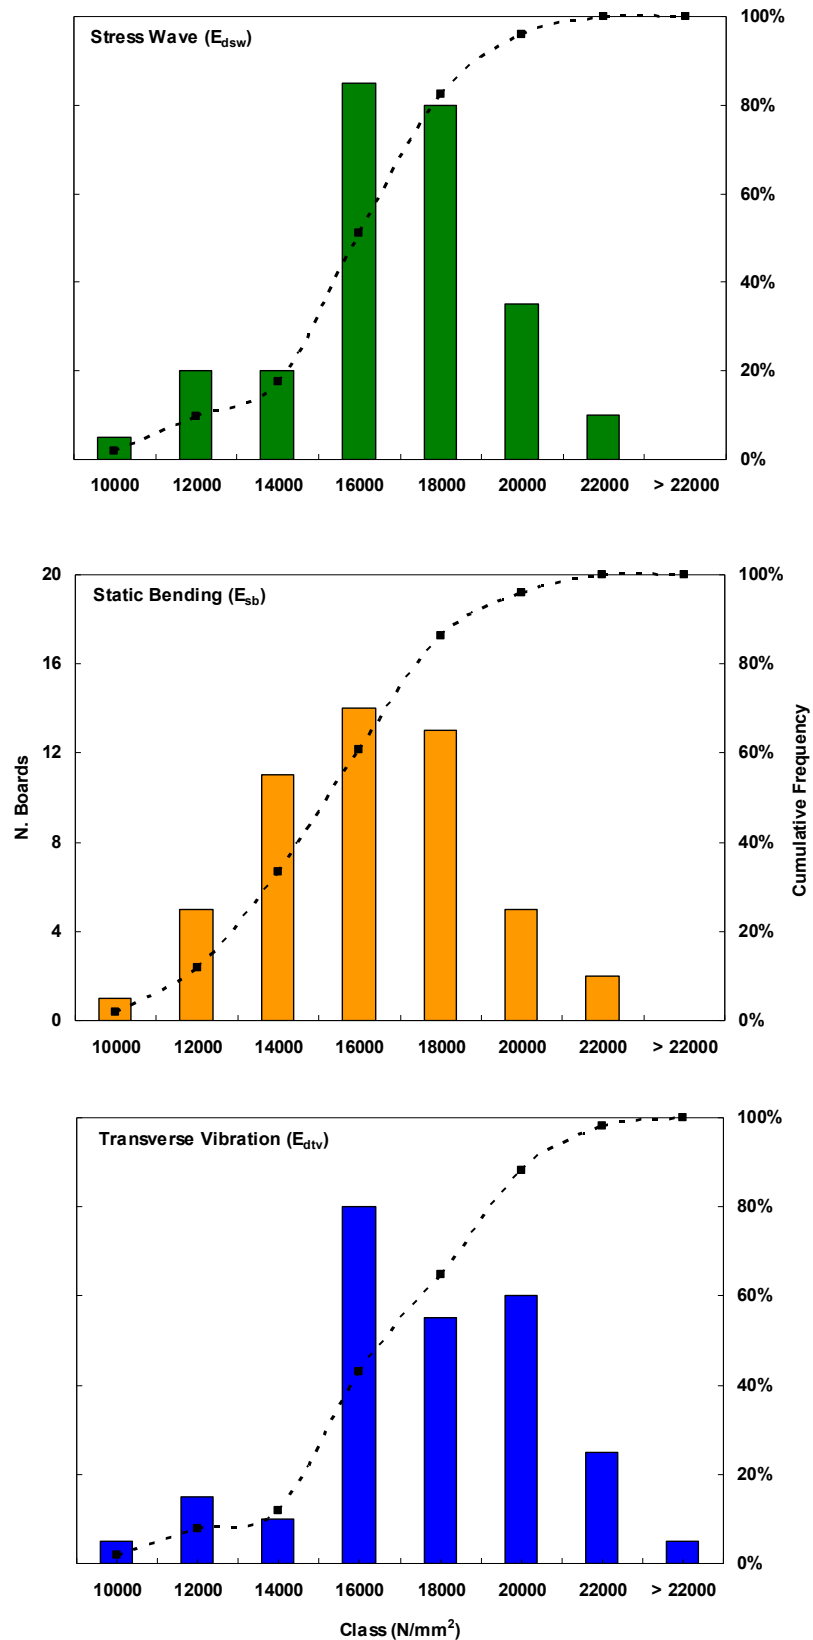 Stress Wave (Edsw)
100%
80%
60%
40%
20%
0%
10000 12000 14000 16000 18000 20000 22000 > 22000
Static Bending (Esb)
N. Boards
20
16
12
8
4
0
100%
80%
60%
40%
20%
0%
Cumulative Frequency
10000 12000 14000 16000 18000 20000 22000 > 22000
Transverse Vibration (Edtv)
100%
80%
60%
40%
20%
0%
10000 12000 14000 16000 18000 20000 22000 > 22000
Class (N/mm²)